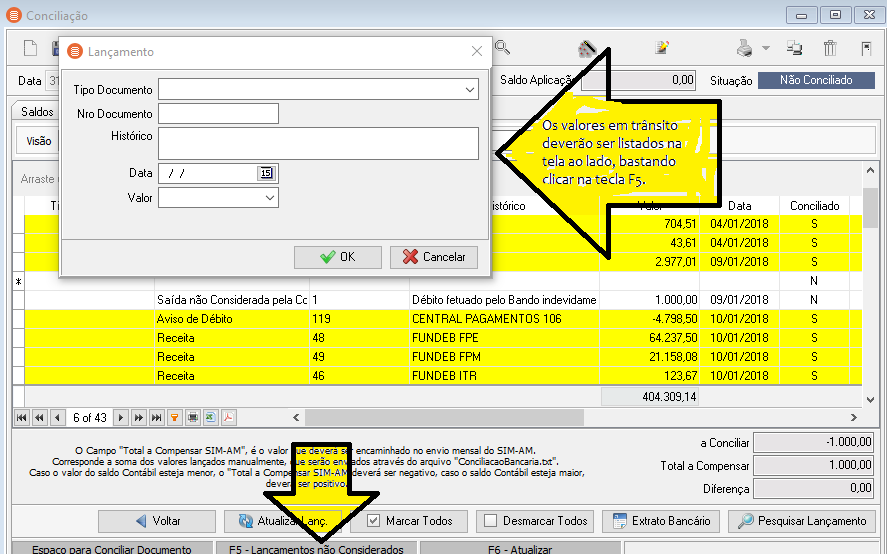 Conciliação
Lançamento
Data 3
Saldo Aplicação 0,00 Situação Não Conciliado
Saldos
Visão
Arraste
Tipo Documento
Nro Documento
Histórico
Data / / 15
Valor
OK Cancelar
Os valores em trânsito
deverão ser listados na
tela ao lado, bastando
clicar na tecla F5.
Ti istórico Valor Data Conciliado
704,51 04/01/2018 S
43,61 04/01/2018 S
2.977,01 09/01/2018 S
* N
Saída não Considerada pela Co 1 Débito fetuado pelo Bando indevidame 1.000,00 09/01/2018 N
Aviso de Débito 119 CENTRAL PAGAMENTOS 106 -4.798,50 10/01/2018 S
Receita 48 FUNDEB FPE 64.237,50 10/01/2018 S
Receita 49 FUNDEB FPM 21.158,08 10/01/2018 S
Receita 46 FUNDEB ITR 123,67 10/01/2018 S
404.309,14
6 of 43
O Campo "Total a Compensar SIM-AM", é o valor que deverá ser encaminhado no envio mensal do SIM-AM.
Corresponde a soma dos valores lançados manualmente, que serão enviados através do arquivo "ConciliacaoBancaria.txt".
Caso o valor do saldo Contábil esteja menor, o "Total a Compensar SIM-AM deverá ser negativo, caso o saldo Contábil esteja maior,
deverá ser positivo.
a Conciliar -1.000,00
Total a Compensar 1.000,00
Diferença 0,00
Voltar Atualizar Lanç. Marcar Todos Desmarcar Todos Extrato Bancário Pesquisar Lançamento
Espaço para Conciliar Documento F5 - Lançamentos não Considerados F6 - Atualizar